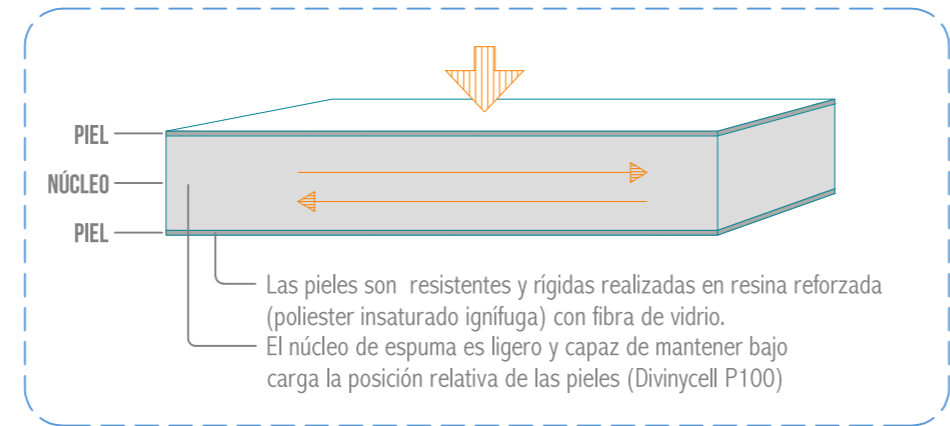 PIEL
NÚCLEO
PIEL
Las pieles son resistentes y rígidas realizadas en resina reforzada
(poliester insaturado ignífuga) con fibra de vidrio.
El núcleo de espuma es ligero y capaz de mantener bajo
carga la posición relativa de las pieles (Divinycell P100)